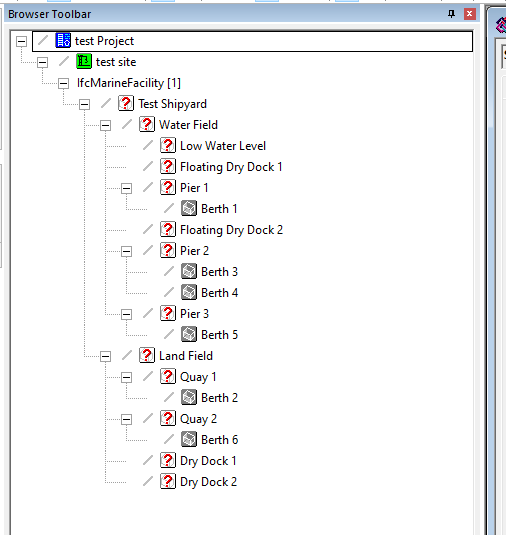 Browser Toolbar
test Project
test site
IfcMarineFacility [1]
Test Shipyard
Water Field
Low Water Level
Floating Dry Dock 1
Pier 1
Berth 1
Floating Dry Dock 2
Pier 2
Berth 3
Berth 4
Pier 3
Berth 5
Land Field
Quay 1
Berth 2
Quay 2
Berth 6
Dry Dock 1
Dry Dock 2